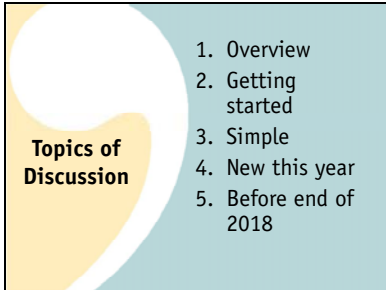 Topics of
Discussion
1. Overview
2. Getting
started
3. Simple
4. New this year
5. Before end of
2018